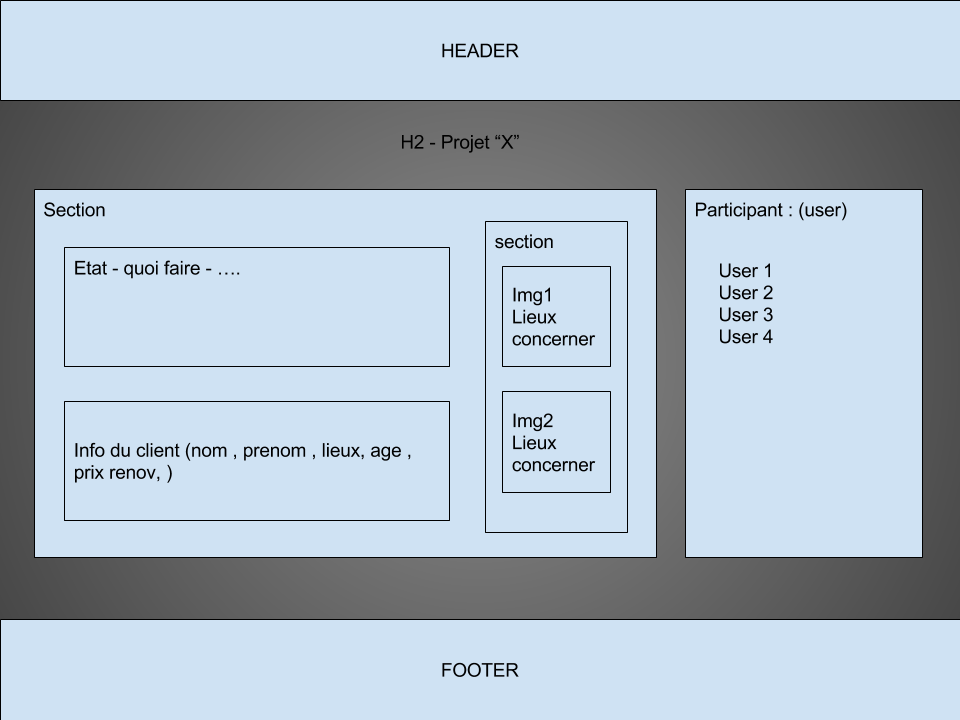 HEADER
H2 - Projet “X”
Section
Etat - quoi faire - ….
Info du client (nom , prenom , lieux, age ,
prix renov, )
section
Img1
Lieux
concerner
Img2
Lieux
concerner
Participant : (user)
User 1
User 2
User 3
User 4
FOOTER